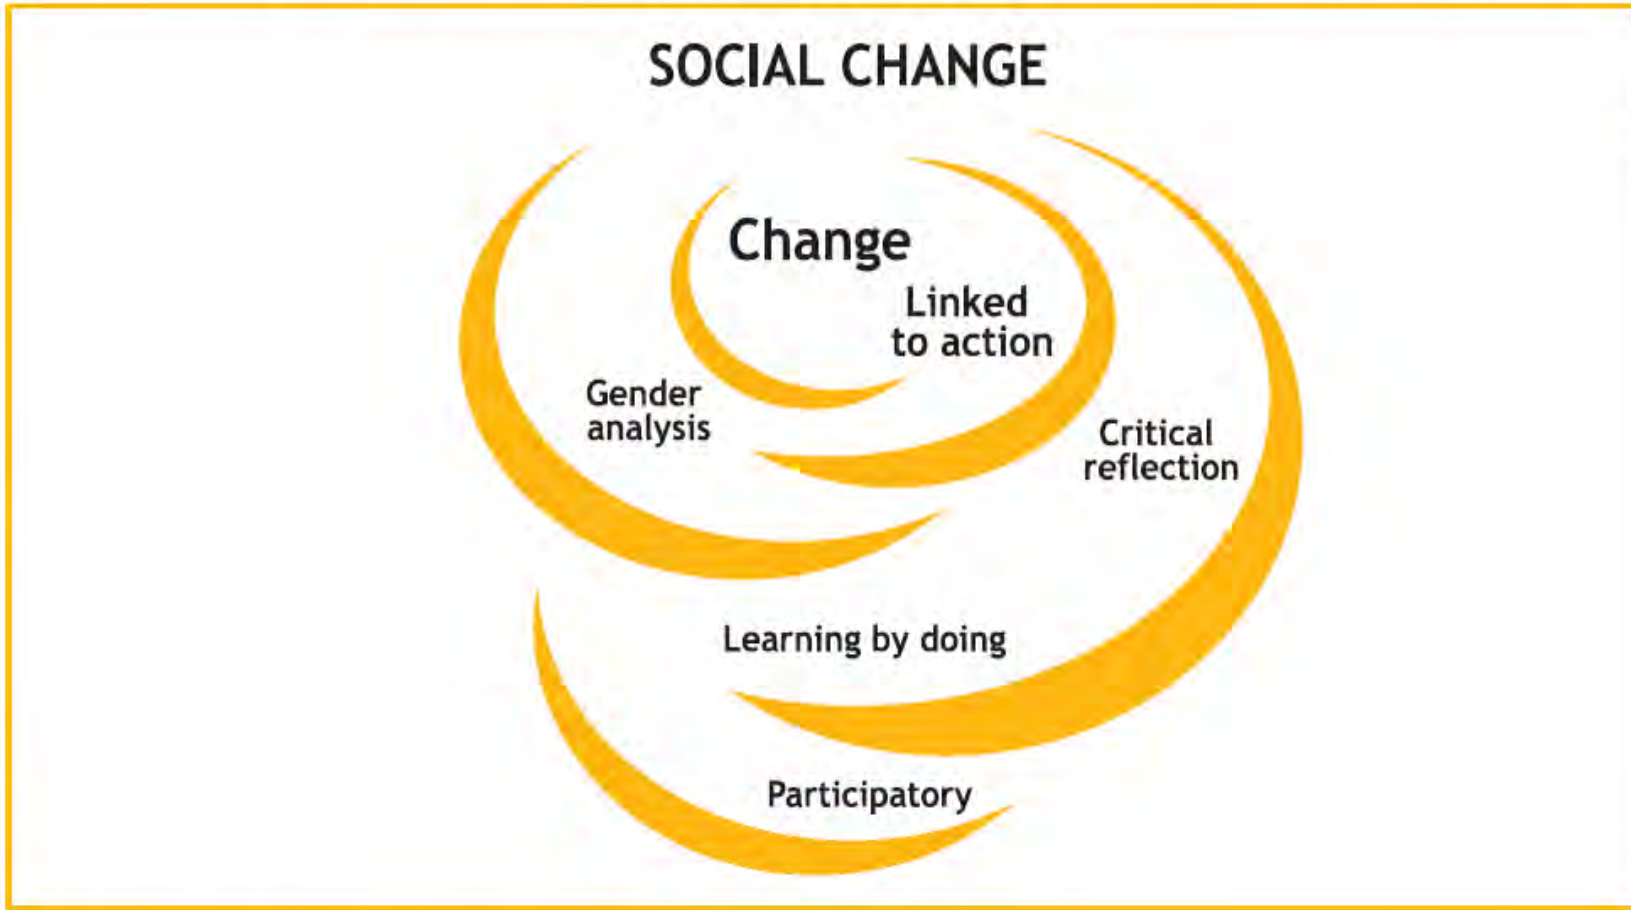 SOCIAL CHANGE
Change
Linked
to action
Gender
analysis
Critical
reflection
Learning by doing
Participatory